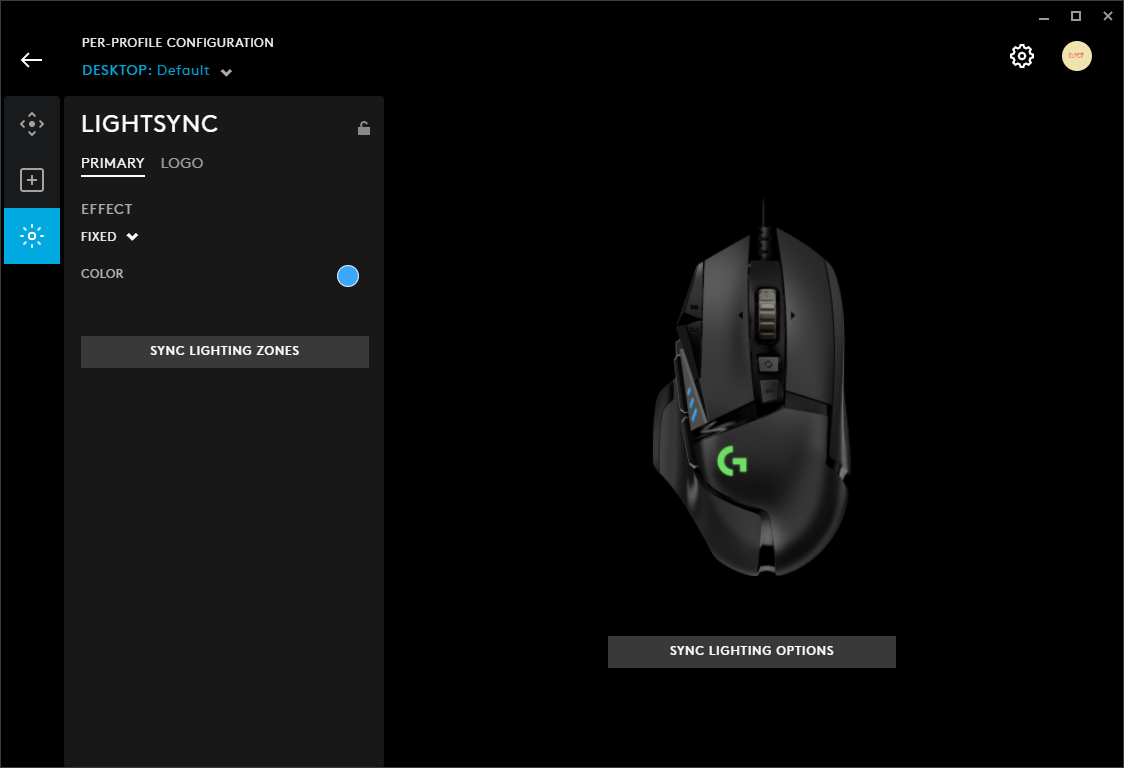 PER-PROFILE CONFIGURATION
DESKTOP: Default
LIGHTSYNC
PRIMARY LOGO
EFFECT
FIXED
COLOR
SYNC LIGHTING ZONES
SYNC LIGHTING OPTIONS